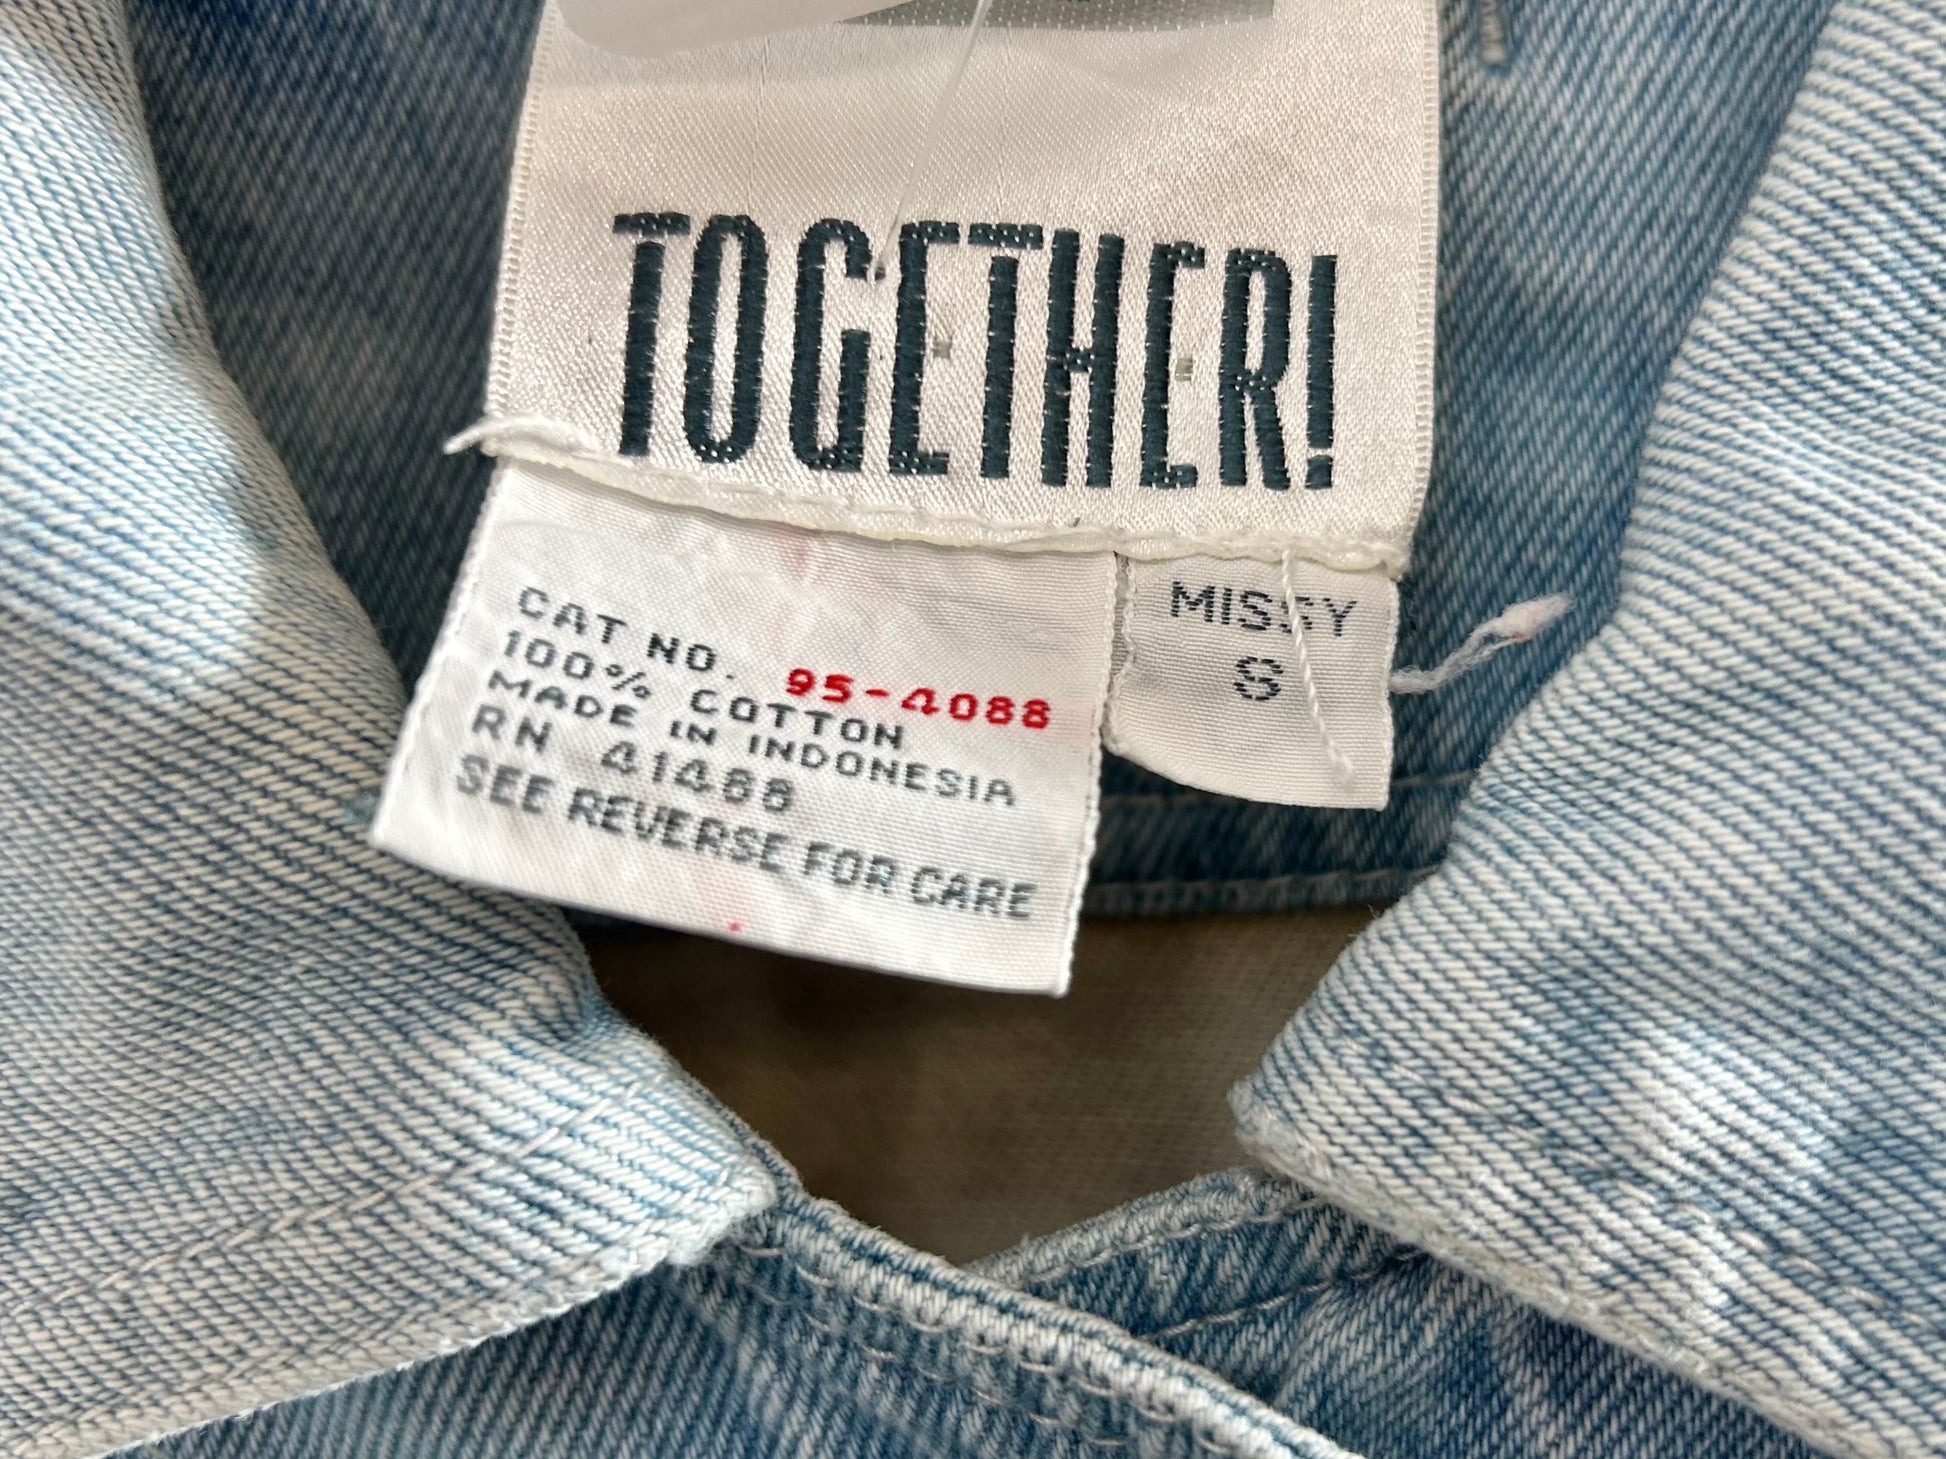 TOGETHER!
CAT NO. 95-4088
100% COTTON
MADE IN INDONESIA
RN 41488
SEE REVERSE FOR CARE
MISSY
S